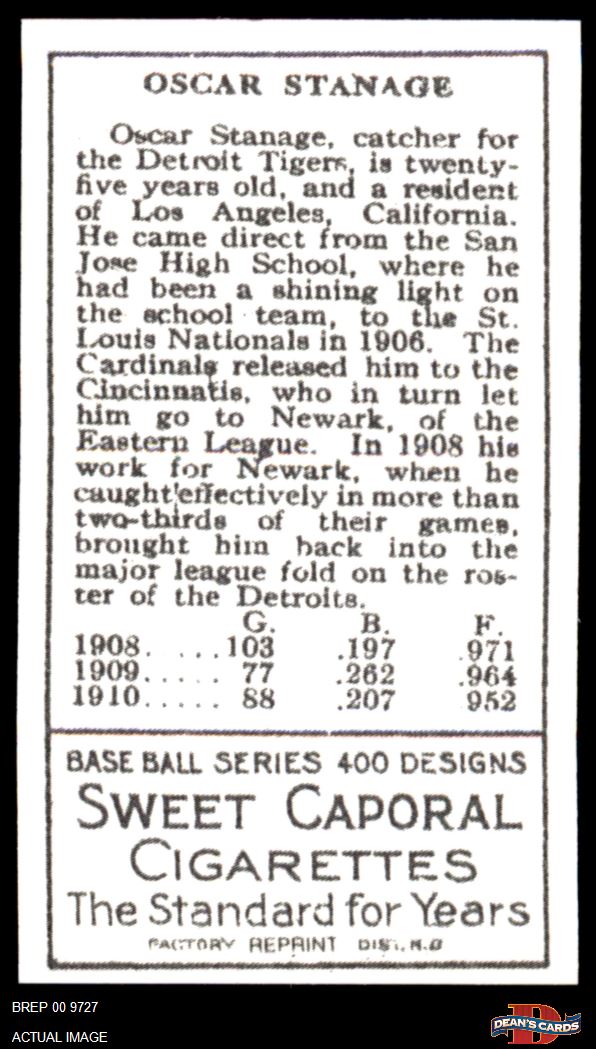 OSCAR STANAGE
Oscar Stanage, catcher for
the Detroit Tigers, is twenty-
five years old, and a resident
of Los Angeles, California.
He came direct from the San
Jose High School, where he
had been a shining light on
the school team, to the St.
Louis Nationals in 1906. The
Cardinals released him to the
Cincinnatis, who in turn let
him go to Newark, of the
Eastern League. In 1908 his
work for Newark, when he
caught effectively in more than
two-thirds of their games,
brought him back into the
major league fold on the ros-
ter of the Detroits.
G. B. F.
1908.....103 .197 .971
1909..... 77 .262 .964
1910..... 88 .207 .952
BASE BALL SERIES 400 DESIGNS
SWEET CAPORAL
CIGARETTES
The Standard for Years
FACTORY REPRINT DIST. N.D
BREP 00 9727
ACTUAL IMAGE
D
DEAN'S CARDS